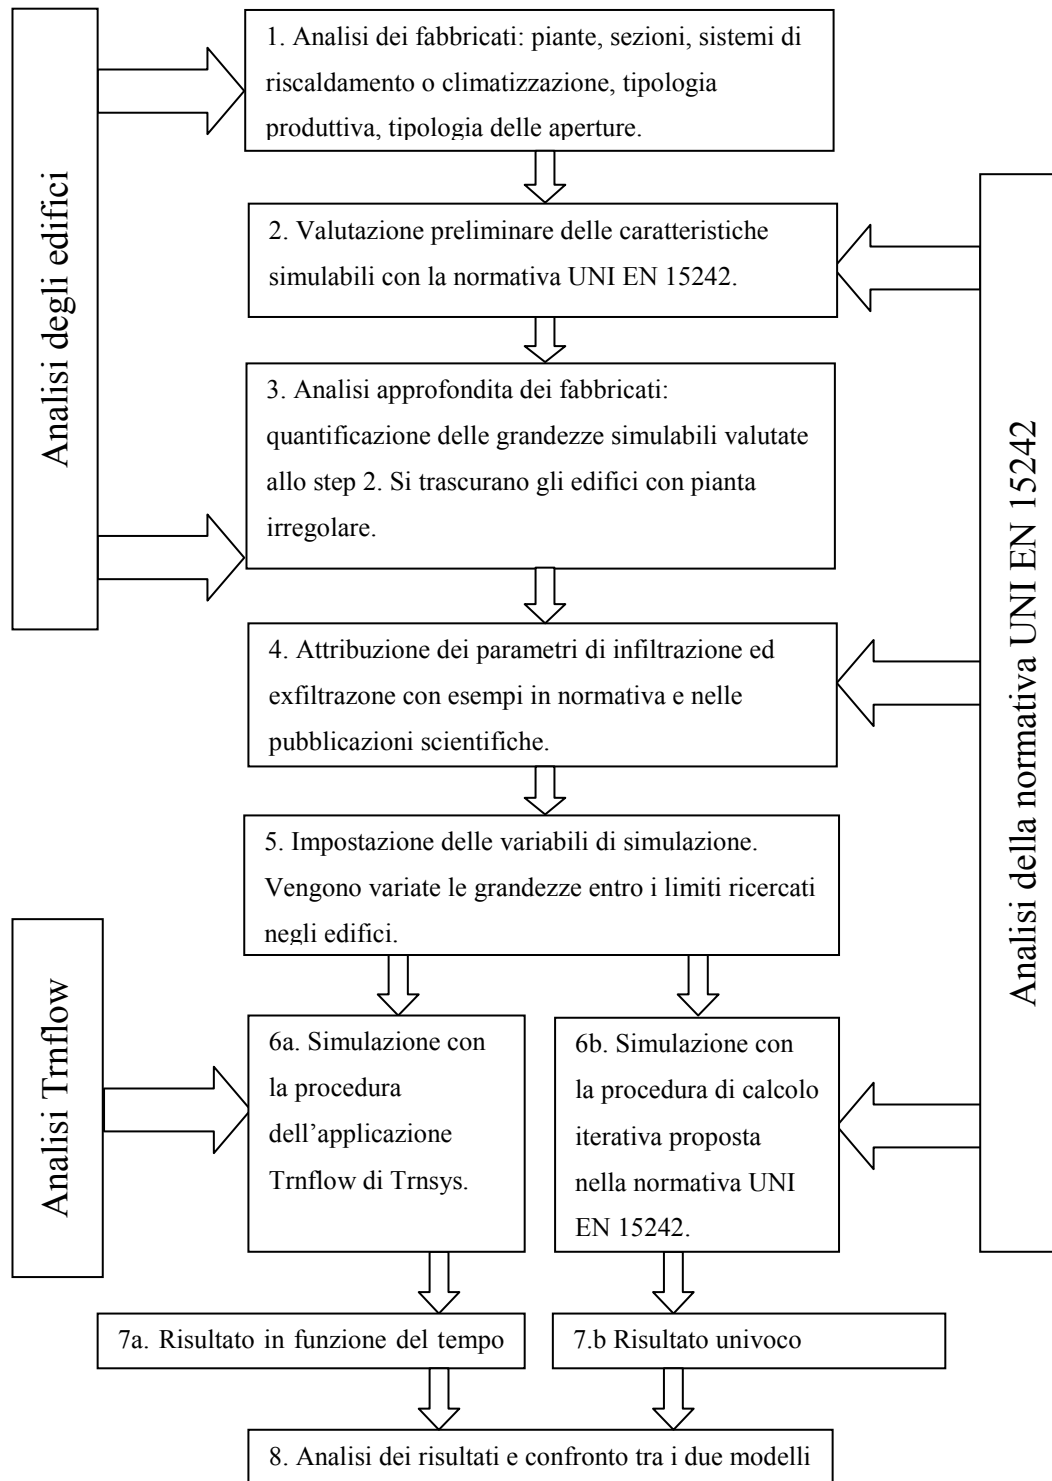 1. Analisi dei fabbricati: piante, sezioni, sistemi di
riscaldamento o climatizzazione, tipologia
produttiva, tipologia delle aperture.
Analisi degli edifici
2. Valutazione preliminare delle caratteristiche
simulabili con la normativa UNI EN 15242.
3. Analisi approfondita dei fabbricati:
quantificazione delle grandezze simulabili valutate
allo step 2. Si trascurano gli edifici con pianta
irregolare.
Analisi della normativa UNI EN 15242
4. Attribuzione dei parametri di infiltrazione ed
exfiltrazone con esempi in normativa e nelle
pubblicazioni scientifiche.
5. Impostazione delle variabili di simulazione.
Vengono variate le grandezze entro i limiti ricercati
negli edifici.
Analisi Trnflow
6a. Simulazione con
la procedura
dell’applicazione
Trnflow di Trnsys.
6b. Simulazione con
la procedura di calcolo
iterativa proposta
nella normativa UNI
EN 15242.
7a. Risultato in funzione del tempo
7.b Risultato univoco
8. Analisi dei risultati e confronto tra i due modelli